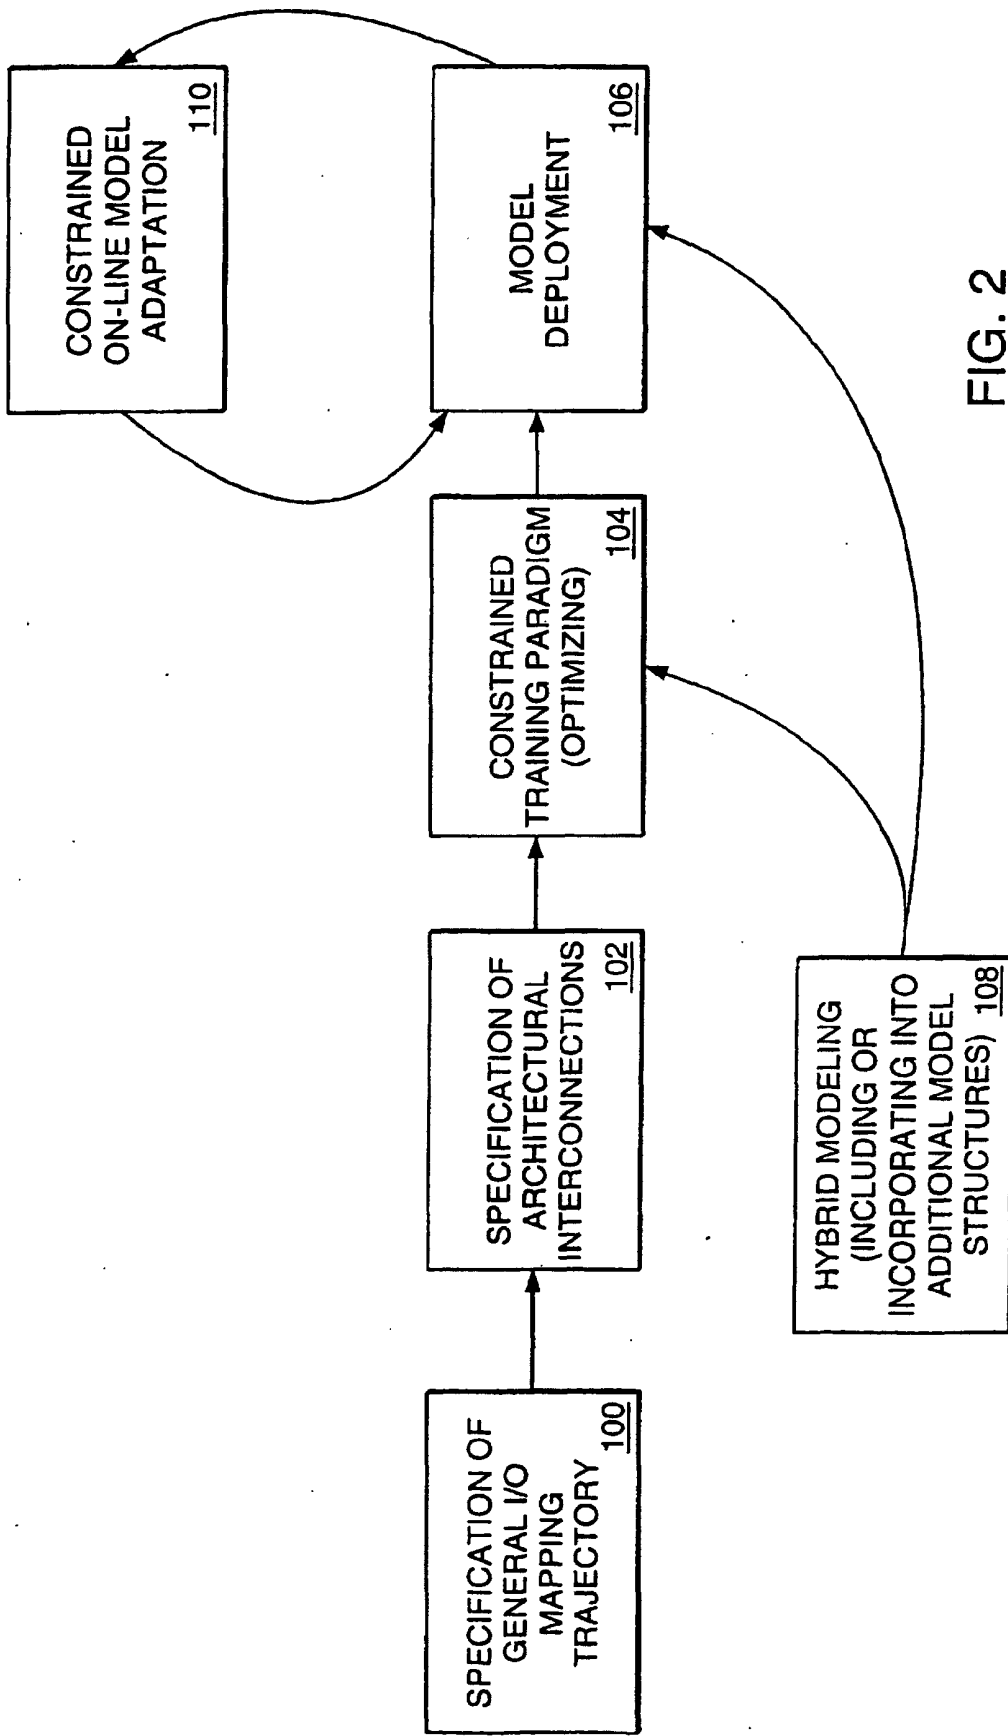 SPECIFICATION OF
GENERAL I/O
MAPPING
TRAJECTORY
100
SPECIFICATION OF
ARCHITECTURAL
INTERCONNECTIONS
102
CONSTRAINED
TRAINING PARADIGM
(OPTIMIZING)
104
MODEL
DEPLOYMENT
106
CONSTRAINED
ON-LINE MODEL
ADAPTATION
110
HYBRID MODELING
(INCLUDING OR
INCORPORATING INTO
ADDITIONAL MODEL
STRUCTURES)
108
FIG. 2